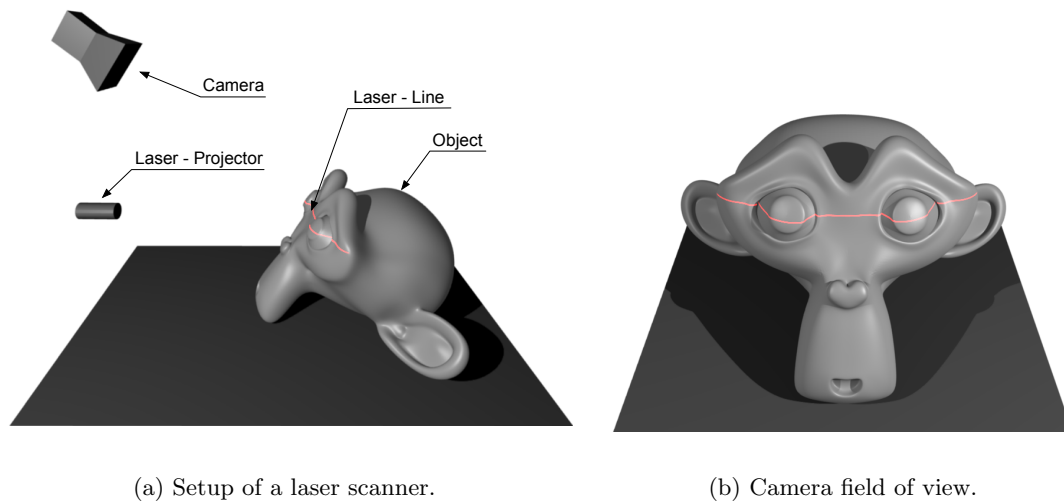 Camera
Laser - Line
Object
Laser - Projector
(a) Setup of a laser scanner.
(b) Camera field of view.